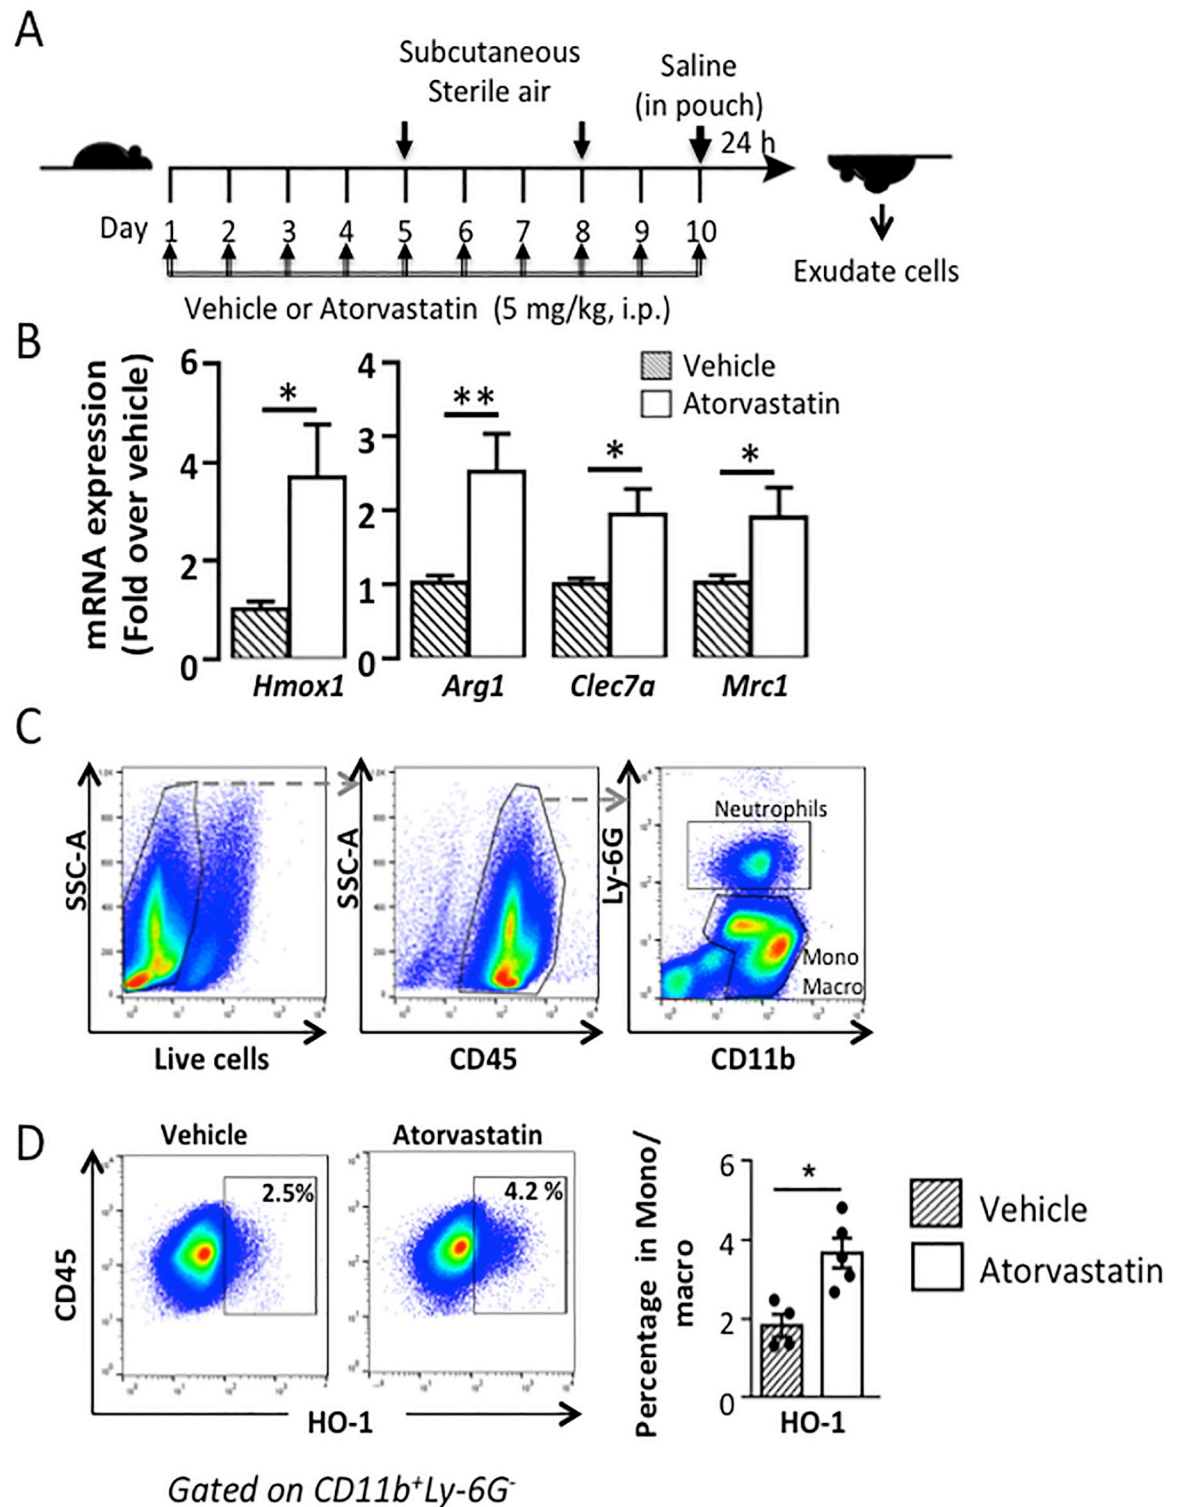 A
Subcutaneous
Sterile air
Saline
(in pouch)
24 h
Day 1 2 3 4 5 6 7 8 9 10
Exudate cells
Vehicle or Atorvastatin (5 mg/kg, i.p.)
B
mRNA expression
(Fold over vehicle)
6
4
2
0
*
Hmox1
4
3
2
1
0
**
*
*
Arg1 Clec7a Mrc1
Vehicle
Atorvastatin
C
SSC-A
Live cells
SSC-A
CD45
Ly-6G
Neutrophils
Mono
Macro
CD11b
D
Vehicle
2.5%
Atorvastatin
4.2 %
CD45
HO-1
Gated on CD11b+Ly-6G-
Percentage in Mono/
macro
6
4
2
0
*
HO-1
Vehicle
Atorvastatin